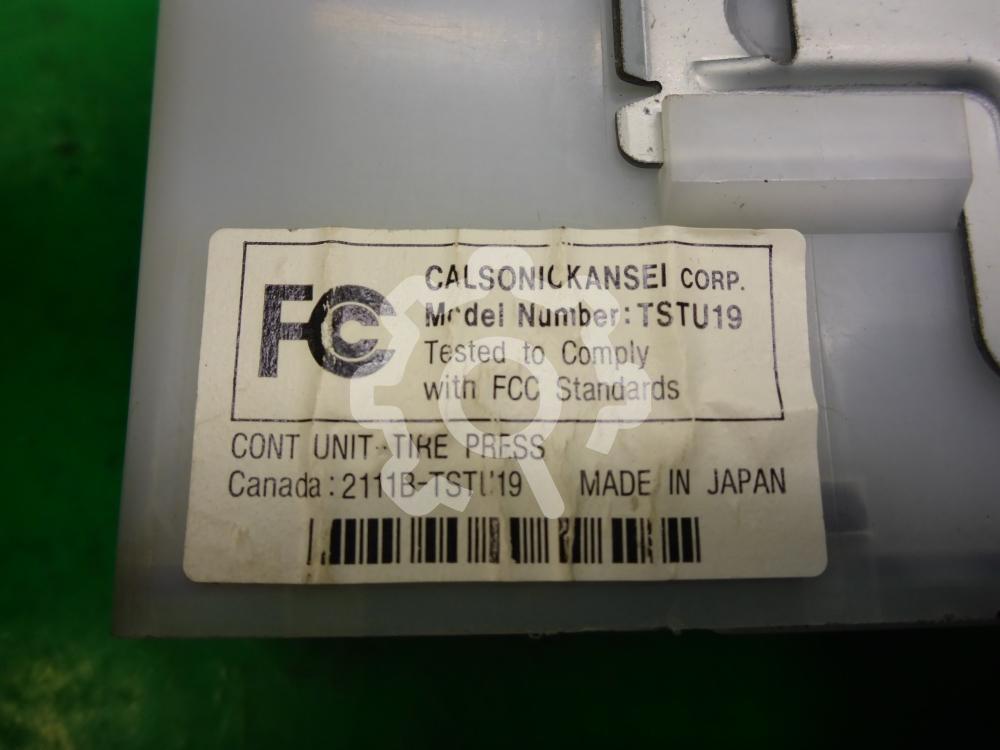 FC
CALSONICKANSEI CORP.
Model Number: TSTU19
Tested to Comply
with FCC Standards
CONT UNIT-TIRE PRESS
Canada: 2111B-TSTU19 MADE IN JAPAN